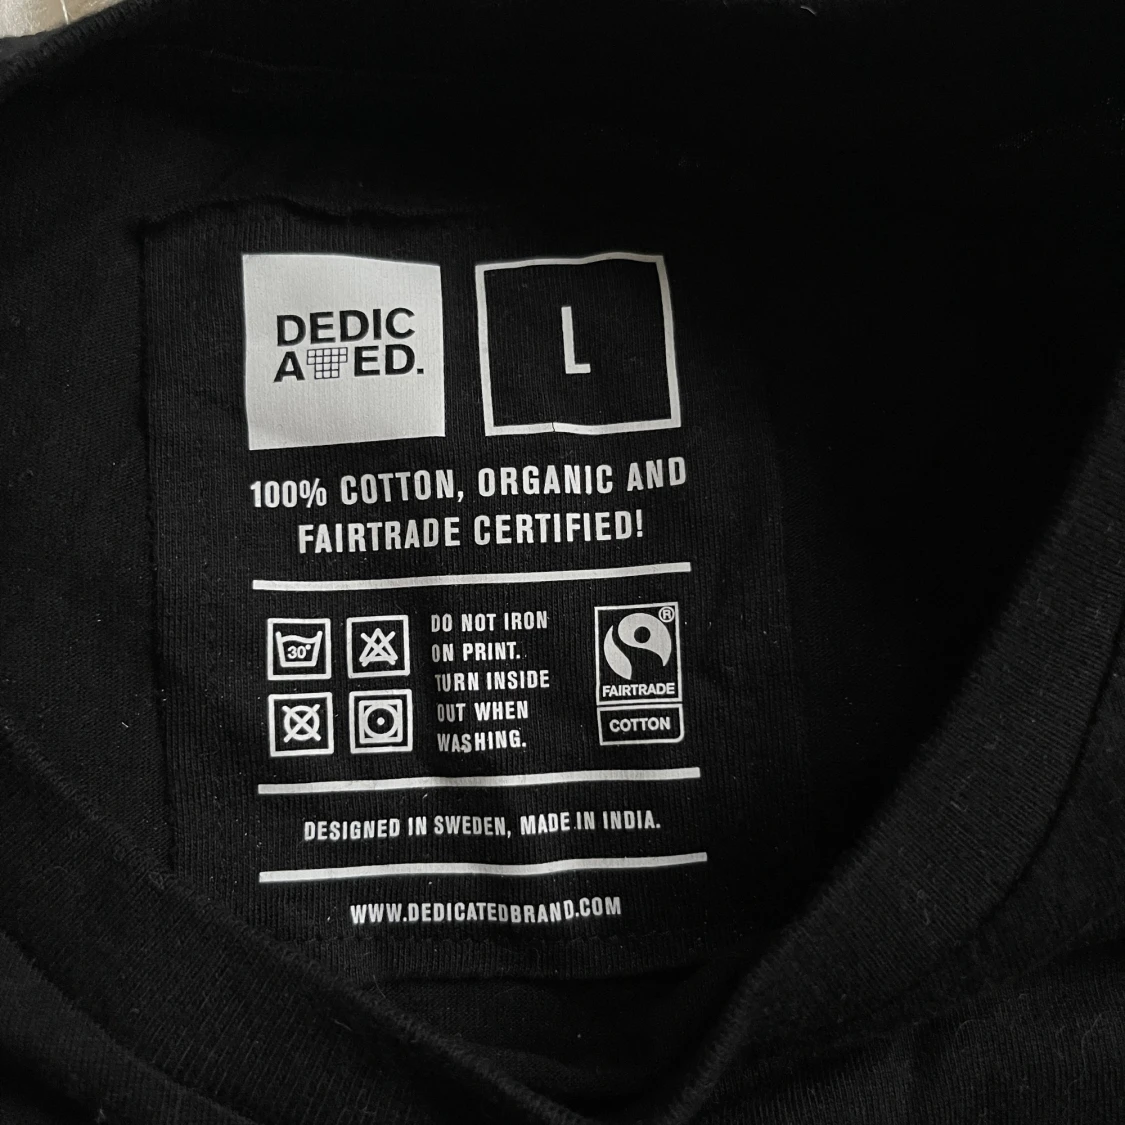 DEDIC
ATED.
L
100% COTTON, ORGANIC AND
FAIRTRADE CERTIFIED!
30°
DO NOT IRON
ON PRINT.
TURN INSIDE
OUT WHEN
WASHING.
®
FAIRTRADE
COTTON
DESIGNED IN SWEDEN, MADE IN INDIA.
WWW.DEDICATEDBRAND.COM